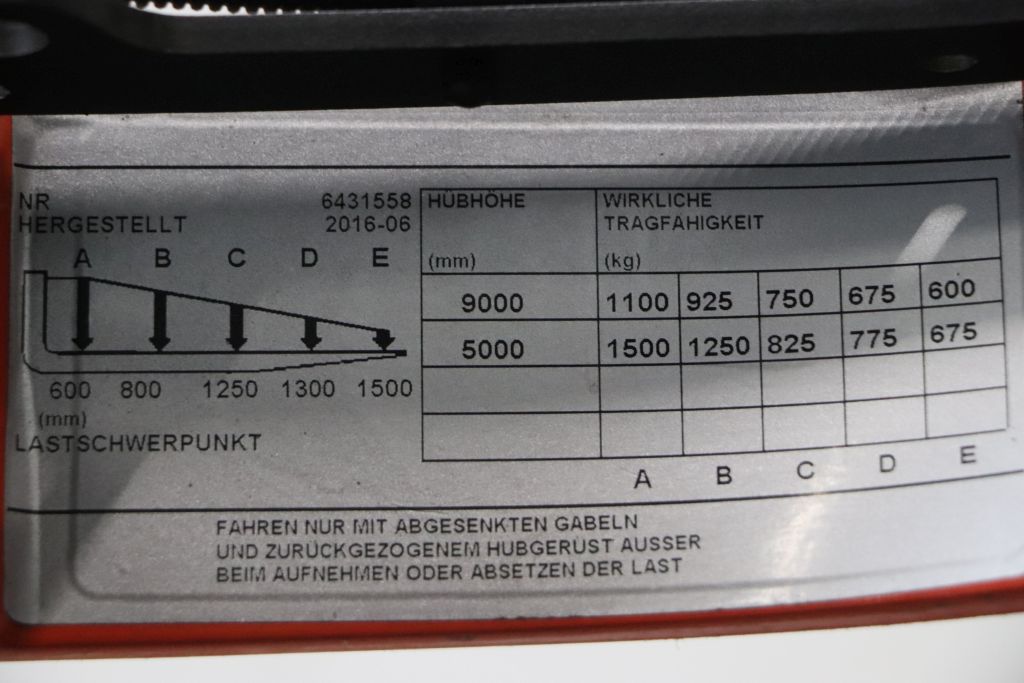 NR 6431558
HERGESTELLT 2016-06
A B C D E
600 800 1250 1300 1500
(mm)
LASTSCHWERPUNKT
HÜBHÖHE WIRKLICHE
TRAGFAHIGKEIT
(mm) (kg)
9000 1100 925 750 675 600
5000 1500 1250 825 775 675
A B C D E
FAHREN NUR MIT ABGESENKTEN GABELN
UND ZURÜCKGEZOGENEM HUBGERÜST AUSSER
BEIM AUFNEHMEN ODER ABSETZEN DER LAST